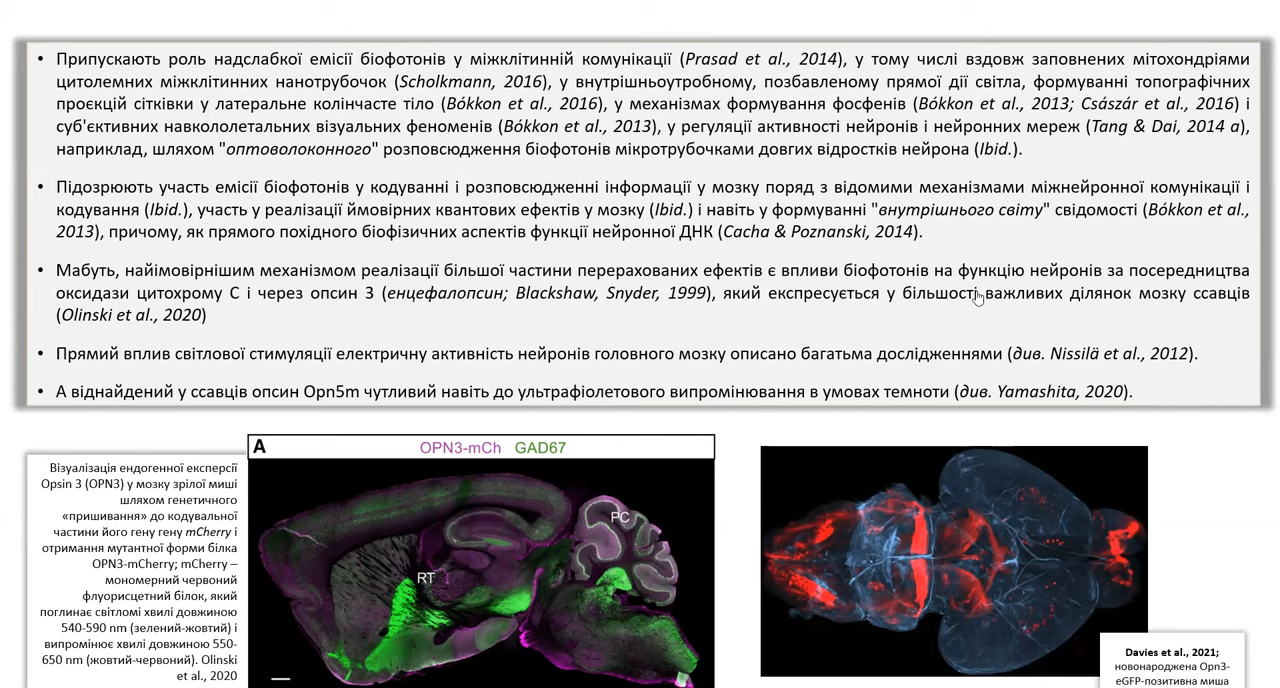 • Припускають роль надслабкої емісії біофотонів у міжклітинній комунікації (Prasad et al., 2014), у тому числі вздовж заповнених мітохондріями
цитолемних міжклітинних нанотрубочок (Scholkmann, 2016), у внутрішньоутробному, позбавленому прямої дії світла, формуванні топографічних
проєкцій сітківки у латеральне колінчасте тіло (Bókkon et al., 2016), у механізмах формування фосфенів (Bókkon et al., 2013; Császár et al., 2016) і
суб'єктивних навкололетальних візуальних феноменів (Bókkon et al., 2013), у регуляції активності нейронів і нейронних мереж (Tang & Dai, 2014 a),
наприклад, шляхом "оптоволоконного" розповсюдження біофотонів мікротрубочками довгих відростків нейрона (Ibid.).
• Підозрюють участь емісії біофотонів у кодуванні і розповсюдженні інформації у мозку поряд з відомими механізмами міжнейронної комунікації і
кодування (Ibid.), участь у реалізації ймовірних квантових ефектів у мозку (Ibid.) і навіть у формуванні "внутрішнього світу" свідомості (Bókkon et al.,
2013), причому, як прямого похідного біофізичних аспектів функції нейронної ДНК (Cacha & Poznanski, 2014).
• Мабуть, найімовірнішим механізмом реалізації більшої частини перерахованих ефектів є впливи біофотонів на функцію нейронів за посередництва
оксидази цитохрому С і через опсин 3 (енцефалопсин; Blackshaw, Snyder, 1999), який експресується у більшості важливих ділянок мозку ссавців
(Olinski et al., 2020)
• Прямий вплив світлової стимуляції електричну активність нейронів головного мозку описано багатьма дослідженнями (див. Nissilä et al., 2012).
• А віднайдений у ссавців опсин Opn5m чутливий навіть до ультрафіолетового випромінювання в умовах темноти (див. Yamashita, 2020).
Візуалізація ендогенної експерсії
Opsin 3 (OPN3) у мозку зрілої миші
шляхом генетичного
«пришивання» до кодувальної
частини його гену гену mCherry і
отримання мутантної форми білка
OPN3-mCherry; mCherry –
мономерний червоний
флуорисцетний білок, який
поглинає світломі хвилі довжиною
540-590 nm (зелений-жовтий) і
випромінює хвилі довжиною 550-
650 nm (жовтий-червоний). Olinski
et al., 2020
A OPN3-mCh GAD67
PC
RT
Davies et al., 2021;
новонароджена Opn3-
eGFP-позитивна миша